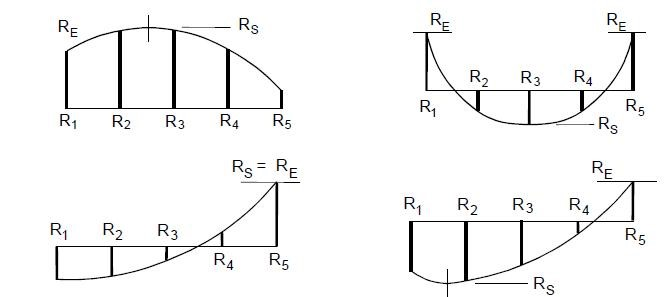 R_E R_S
R_1 R_2 R_3 R_4 R_5
R_E R_E
R_2 R_3 R_4
R_1 R_5
R_S
R_S = R_E
R_1 R_2 R_3
R_4 R_5
R_E
R_1 R_2 R_3 R_4
R_5
R_S